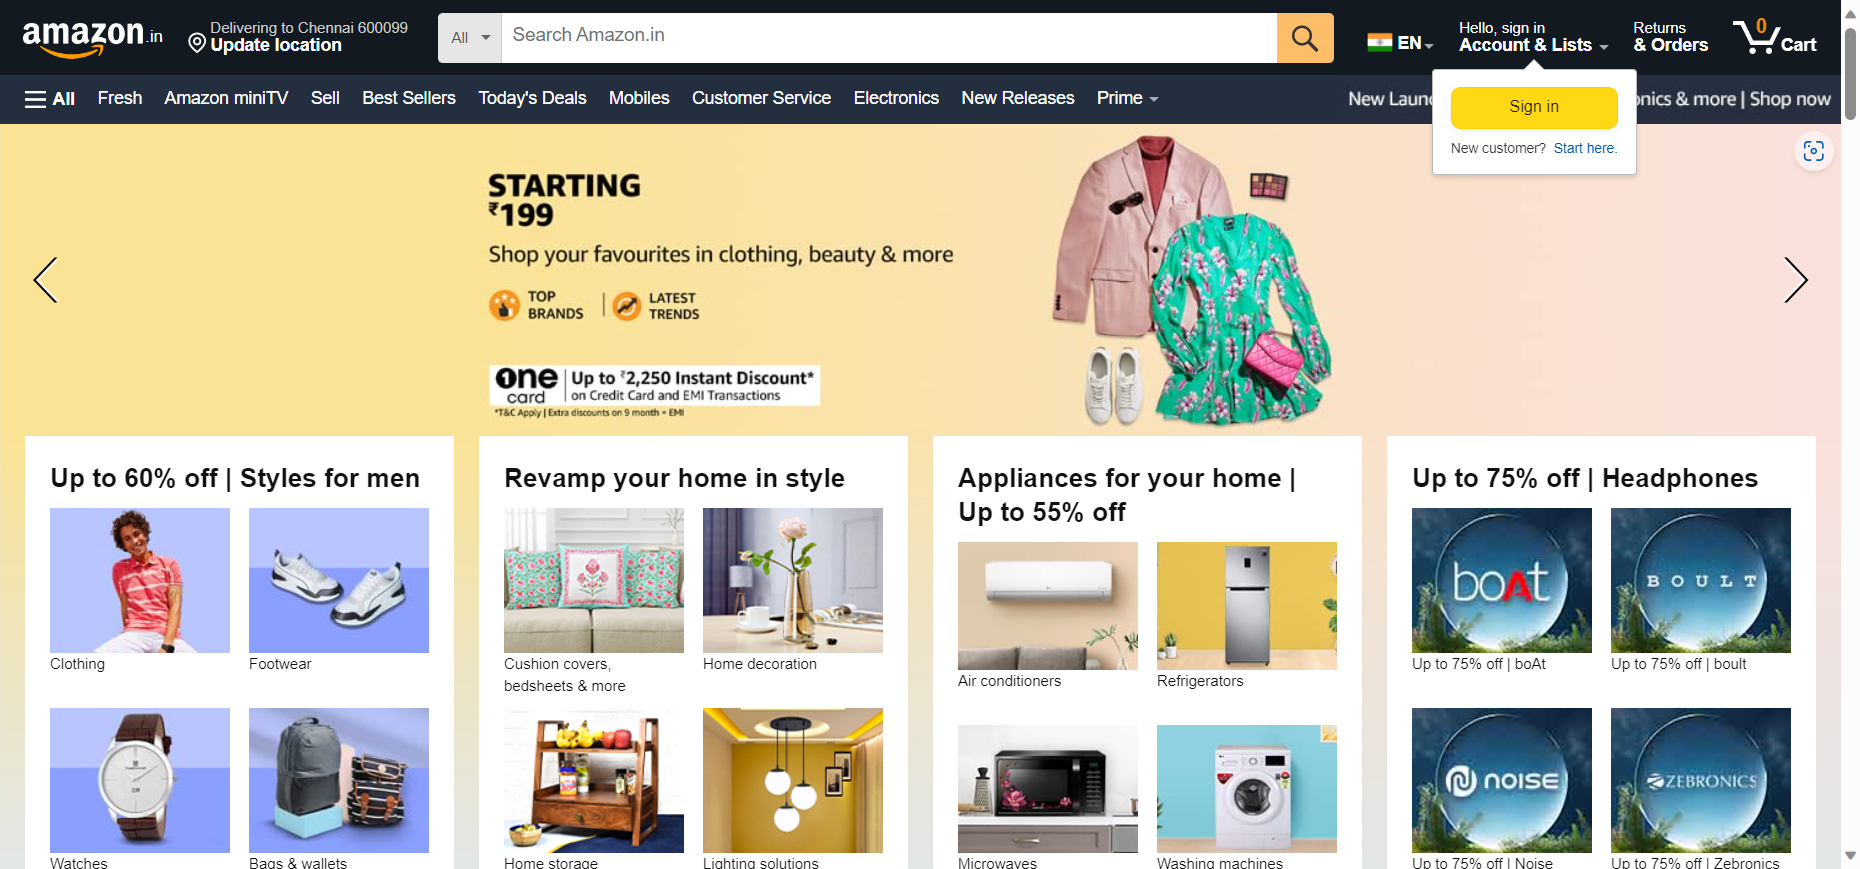 amazon.in
Delivering to Chennai 600099
Update location
All
Search Amazon.in
EN
Hello, sign in
Account & Lists
Returns
& Orders
0
Cart
All
Fresh
Amazon miniTV
Sell
Best Sellers
Today's Deals
Mobiles
Customer Service
Electronics
New Releases
Prime
New
& more | Shop now
Sign in
New customer? Start here.
STARTING
₹199
Shop your favourites in clothing, beauty & more
TOP
BRANDS
LATEST
TRENDS
one
card
Up to ₹2,250 Instant Discount*
on Credit Card and EMI Transactions
*T&C Apply | Extra discounts on 9 month + EMI
Up to 60% off | Styles for men
Clothing
Footwear
Watches
Bags & wallets
Revamp your home in style
Cushion covers,
bedsheets & more
Home decoration
Home storage
Lighting solutions
Appliances for your home |
Up to 55% off
Air conditioners
Refrigerators
Microwaves
Washing machines
Up to 75% off | Headphones
boAt
BOULT
Up to 75% off | boAt
Up to 75% off | boult
NOISE
ZEBRONICS
Up to 75% off | Noise
Up to 75% off | Zebronics